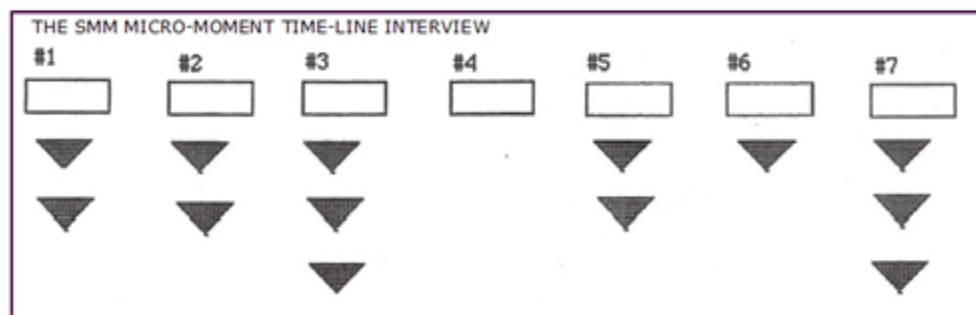 THE SMM MICRO-MOMENT TIME-LINE INTERVIEW
#1 #2 #3 #4 #5 #6 #7